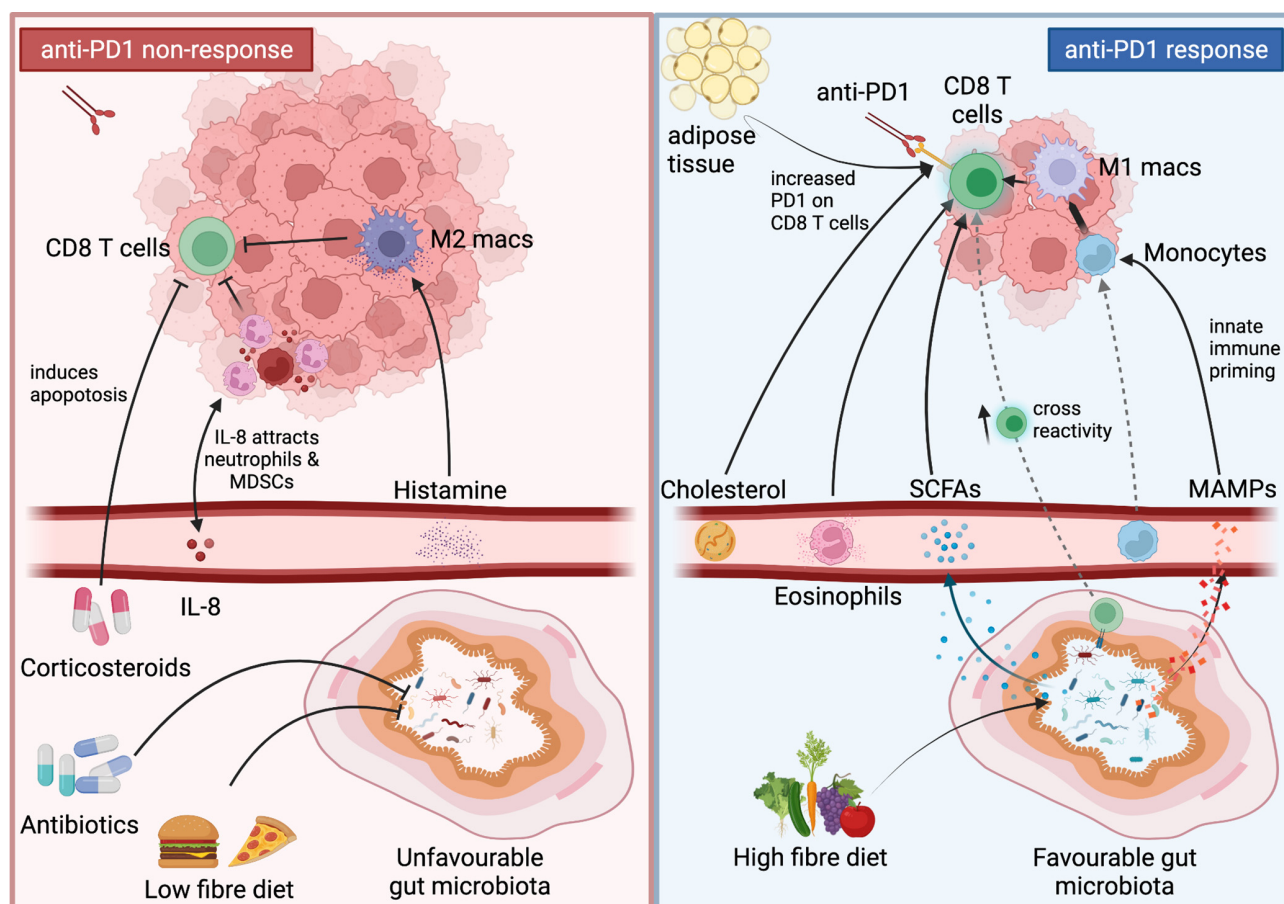 anti-PD1 non-response
CD8 T cells
M2 macs
induces
apopotosis
IL-8 attracts
neutrophils &
MDSCs
Histamine
IL-8
Corticosteroids
Antibiotics
Low fibre diet
Unfavourable
gut microbiota
anti-PD1 response
adipose
tissue
anti-PD1
CD8 T
cells
M1 macs
increased
PD1 on
CD8 T cells
Monocytes
innate
immune
priming
cross
reactivity
Cholesterol
SCFAs
MAMPs
Eosinophils
High fibre diet
Favourable gut
microbiota